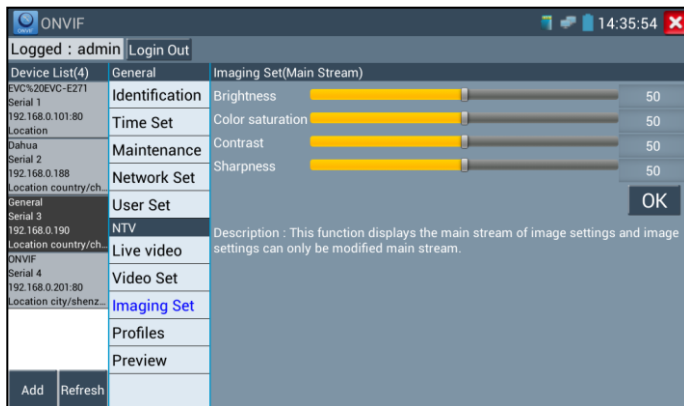 ONVIF
14:35:54
Logged : admin
Login Out
Device List(4)
EVC%20EVC-E271
Serial 1
192.168.0.101:80
Location
Dahua
Serial 2
192.168.0.188
Location country/ch...
General
Serial 3
192.168.0.190
Location country/ch...
ONVIF
Serial 4
192.168.0.201:80
Location city/shenz...
Add
Refresh
General
Identification
Time Set
Maintenance
Network Set
User Set
NTV
Live video
Video Set
Imaging Set
Profiles
Preview
Imaging Set(Main Stream)
Brightness 50
Color saturation 50
Contrast 50
Sharpness 50
OK
Description : This function displays the main stream of image settings and image
settings can only be modified main stream.